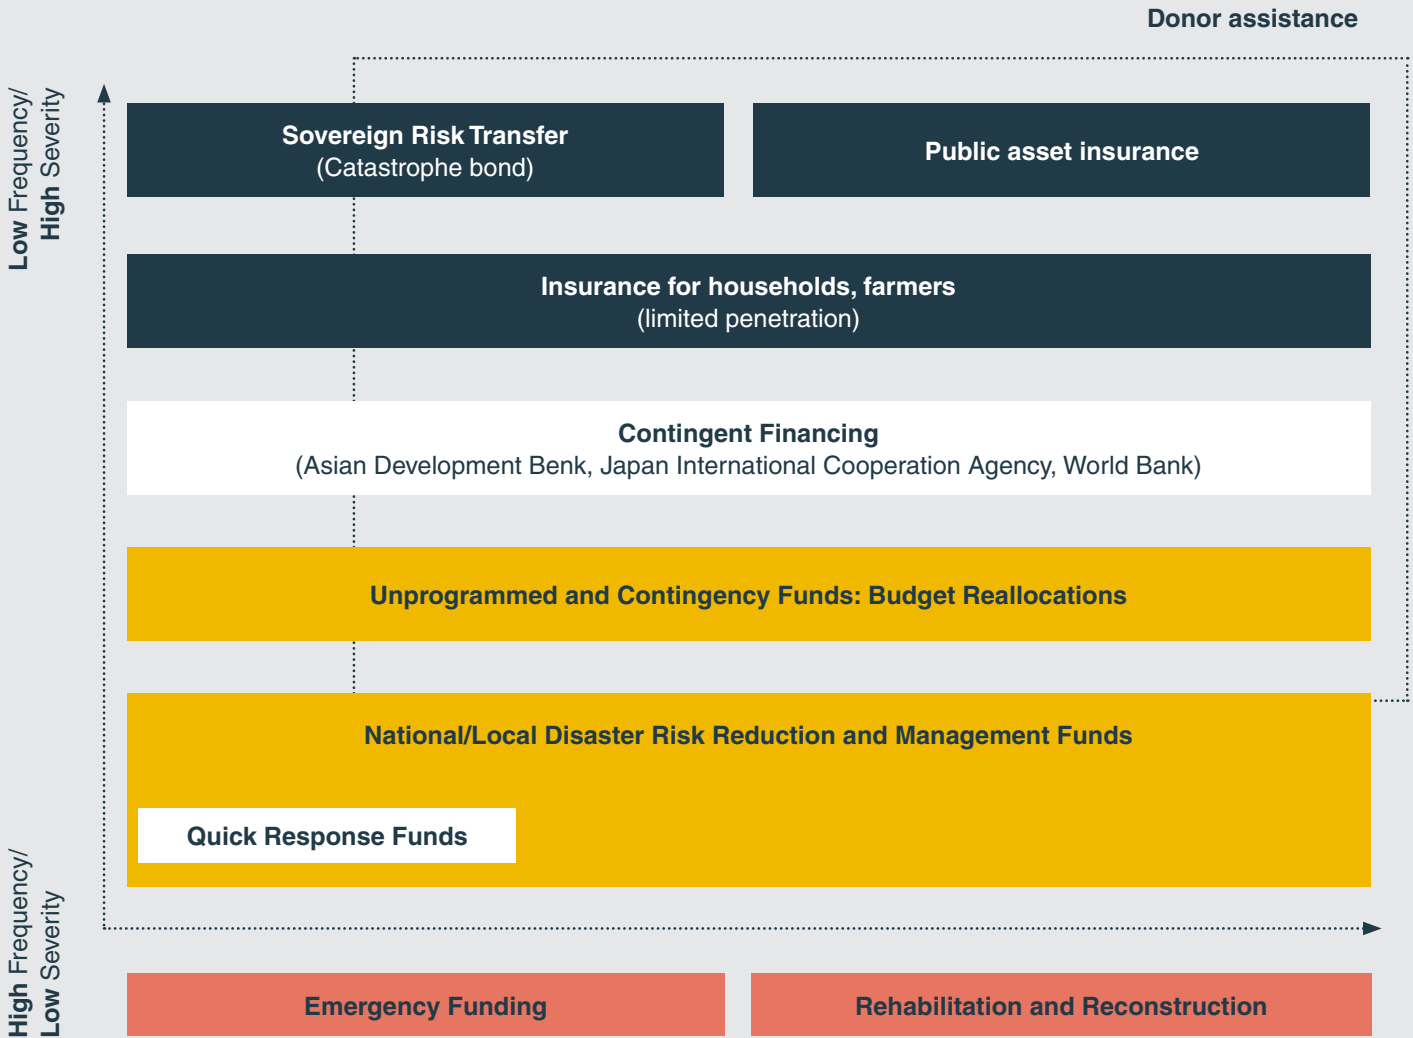 Donor assistance
Low Frequency/
High Severity
Sovereign Risk Transfer
(Catastrophe bond)
Public asset insurance
Insurance for households, farmers
(limited penetration)
Contingent Financing
(Asian Development Benk, Japan International Cooperation Agency, World Bank)
Unprogrammed and Contingency Funds: Budget Reallocations
National/Local Disaster Risk Reduction and Management Funds
Quick Response Funds
High Frequency/
Low Severity
Emergency Funding
Rehabilitation and Reconstruction